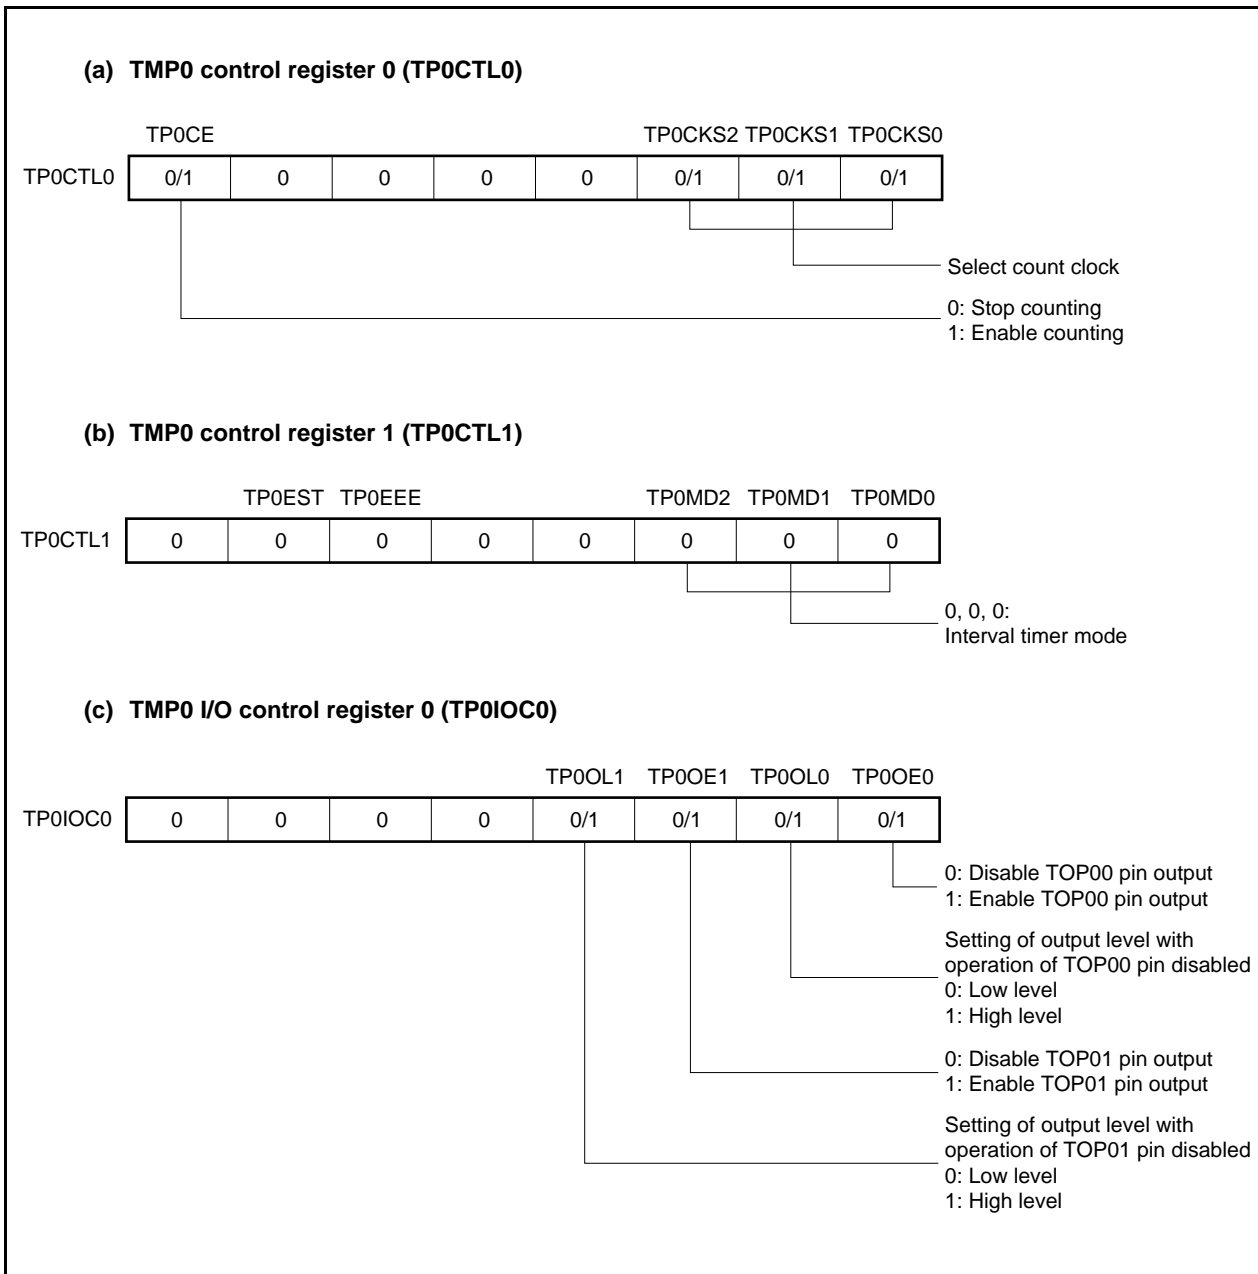 (a) TMP0 control register 0 (TP0CTL0)
TP0CE TP0CKS2 TP0CKS1 TP0CKS0
TP0CTL0 0/1 0 0 0 0 0/1 0/1 0/1
Select count clock
0: Stop counting
1: Enable counting
(b) TMP0 control register 1 (TP0CTL1)
TP0EST TP0EEE TP0MD2 TP0MD1 TP0MD0
TP0CTL1 0 0 0 0 0 0 0 0
0, 0, 0:
Interval timer mode
(c) TMP0 I/O control register 0 (TP0IOC0)
TP0OL1 TP0OE1 TP0OL0 TP0OE0
TP0IOC0 0 0 0 0 0/1 0/1 0/1 0/1
0: Disable TOP00 pin output
1: Enable TOP00 pin output
Setting of output level with
operation of TOP00 pin disabled
0: Low level
1: High level
0: Disable TOP01 pin output
1: Enable TOP01 pin output
Setting of output level with
operation of TOP01 pin disabled
0: Low level
1: High level